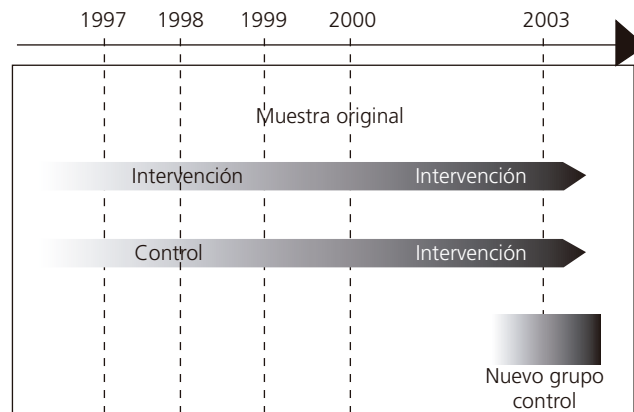 1997 1998 1999 2000 2003
Muestra original
Intervención Intervención
Control Intervención
Nuevo grupo
control